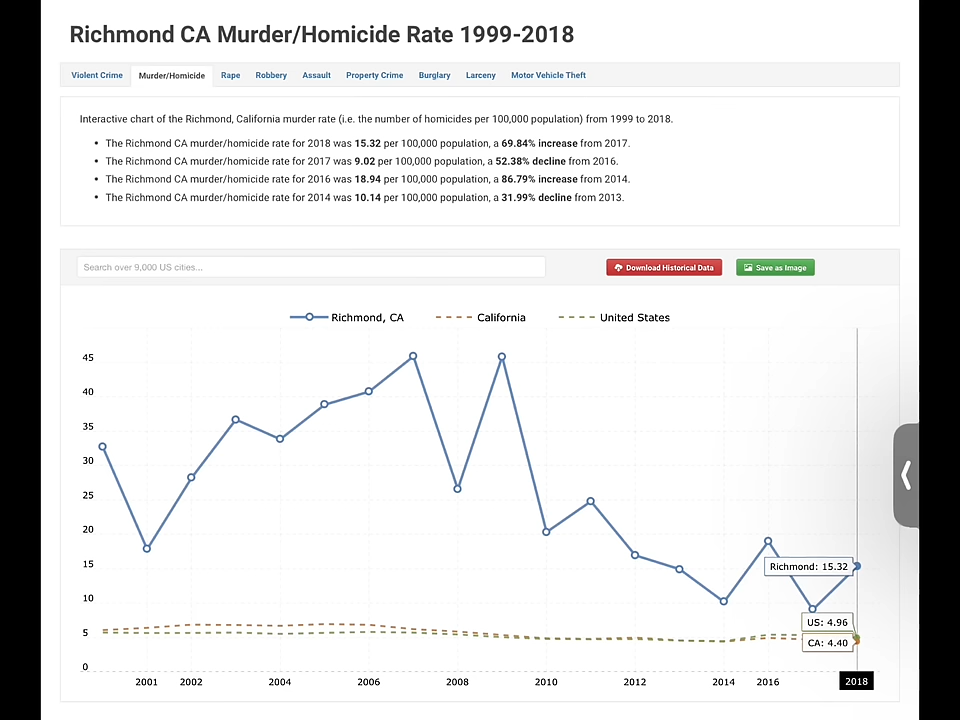 Richmond CA Murder/Homicide Rate 1999-2018
Violent Crime Murder/Homicide Rape Robbery Assault Property Crime Burglary Larceny Motor Vehicle Theft
Interactive chart of the Richmond, California murder rate (i.e. the number of homicides per 100,000 population) from 1999 to 2018.
• The Richmond CA murder/homicide rate for 2018 was 15.32 per 100,000 population, a 69.84% increase from 2017.
• The Richmond CA murder/homicide rate for 2017 was 9.02 per 100,000 population, a 52.38% decline from 2016.
• The Richmond CA murder/homicide rate for 2016 was 18.94 per 100,000 population, a 86.79% increase from 2014.
• The Richmond CA murder/homicide rate for 2014 was 10.14 per 100,000 population, a 31.99% decline from 2013.
Search over 9,000 US cities... Download Historical Data Save as Image
Richmond, CA California United States
45
40
35
30
25
20
15
10
5
0
Richmond: 15.32
US: 4.96
CA: 4.40
2001 2002 2004 2006 2008 2010 2012 2014 2016 2018